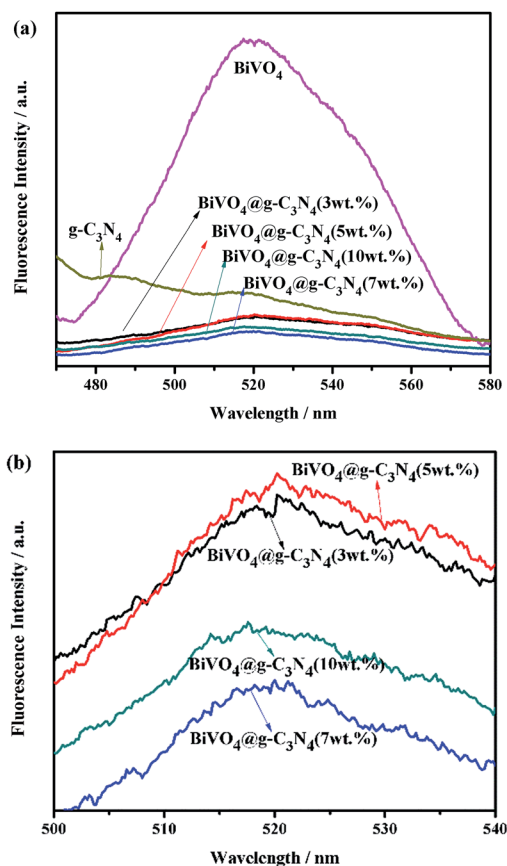 (a)
BiVO₄
BiVO₄@g-C₃N₄(3wt.%)
g-C₃N₄
BiVO₄@g-C₃N₄(5wt.%)
BiVO₄@g-C₃N₄(10wt.%)
BiVO₄@g-C₃N₄(7wt.%)
Fluorescence Intensity / a.u.
480 500 520 540 560 580
Wavelength / nm
(b)
BiVO₄@g-C₃N₄(5wt.%)
BiVO₄@g-C₃N₄(3wt.%)
BiVO₄@g-C₃N₄(10wt.%)
BiVO₄@g-C₃N₄(7wt.%)
Fluorescence Intensity / a.u.
500 510 520 530 540
Wavelength / nm